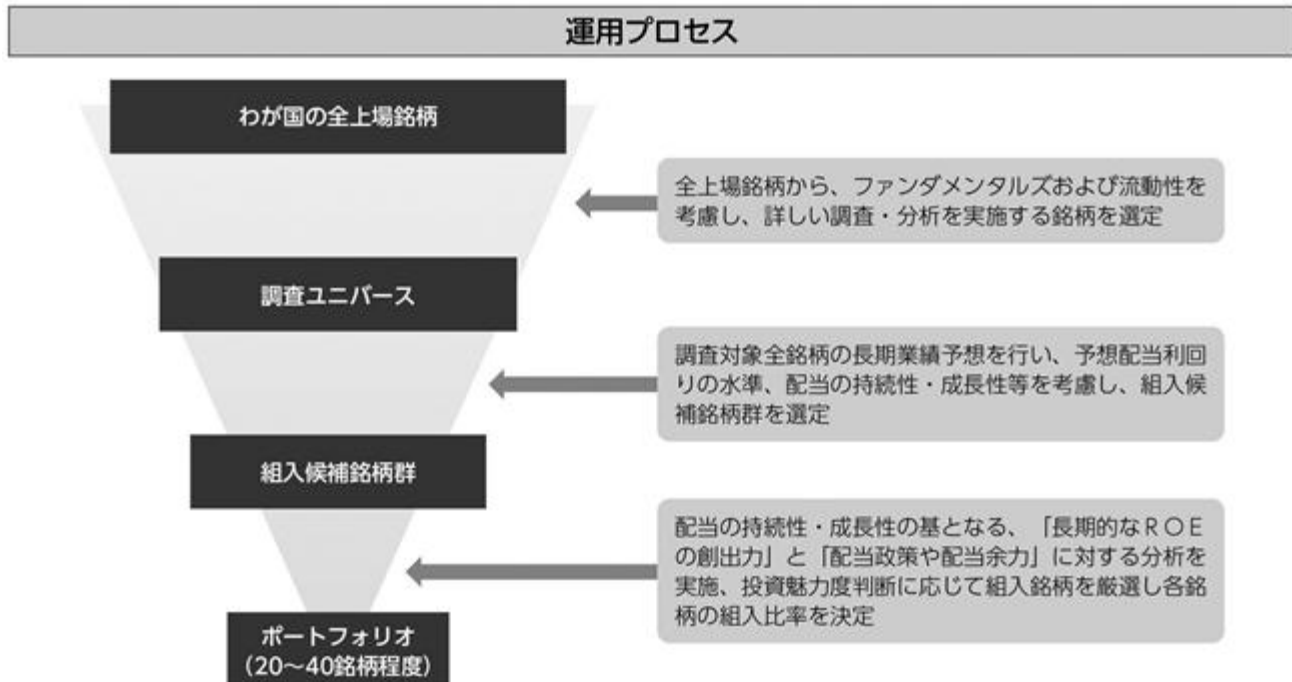 運用プロセス
わが国の全上場銘柄
全上場銘柄から、ファンダメンタルズおよび流動性を
考慮し、詳しい調査・分析を実施する銘柄を選定
調査ユニバース
調査対象全銘柄の長期業績予想を行い、予想配当利回
りの水準、配当の持続性・成長性等を考慮し、組入候
補銘柄群を選定
組入候補銘柄群
配当の持続性・成長性の基となる、「長期的なＲＯＥ
の創出力」と「配当政策や配当余力」に対する分析を
実施、投資魅力度判断に応じて組入銘柄を厳選し各銘
柄の組入比率を決定
ポートフォリオ
（20～40銘柄程度）